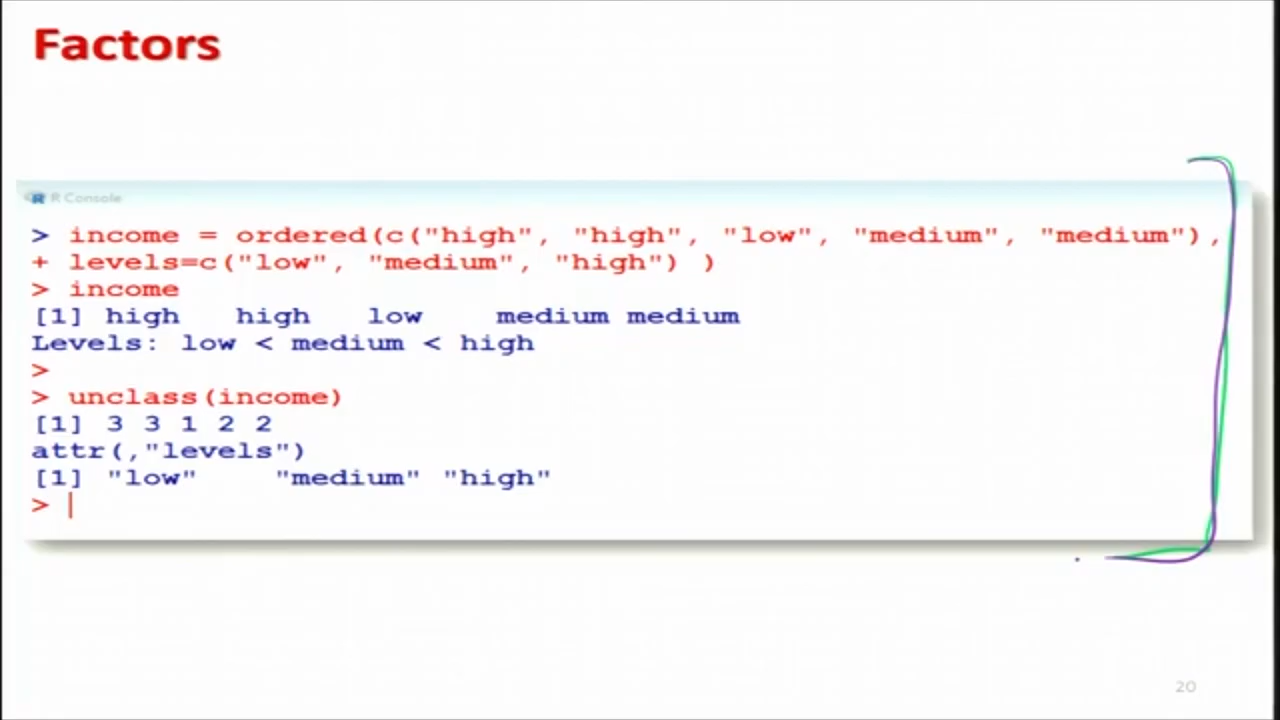 Factors
R Console
> income = ordered(c("high", "high", "low", "medium", "medium"),
+ levels=c("low", "medium", "high") )
> income
[1] high   high   low    medium medium
Levels: low < medium < high
>
> unclass(income)
[1] 3 3 1 2 2
attr(,"levels")
[1] "low"    "medium" "high"
>
20